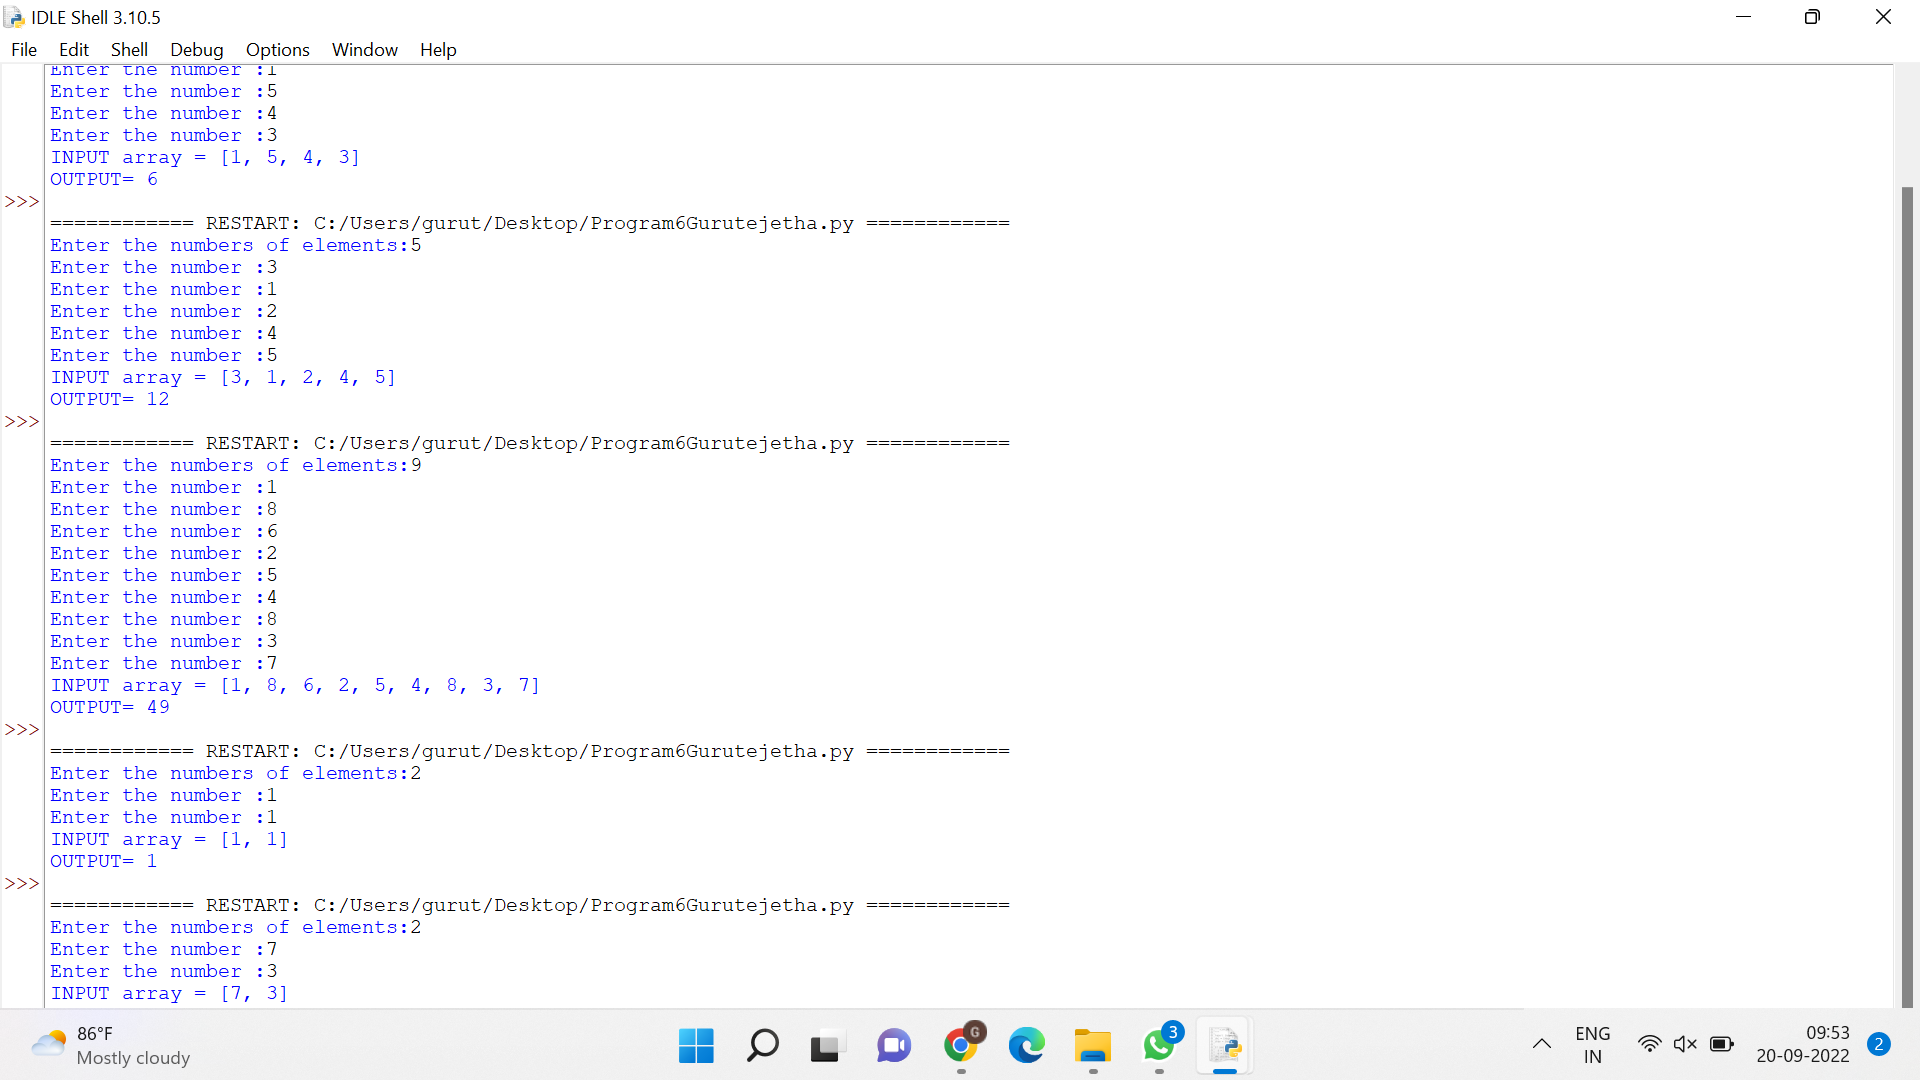 IDLE Shell 3.10.5
File Edit Shell Debug Options Window Help
Enter the number :1
Enter the number :5
Enter the number :4
Enter the number :3
INPUT array = [1, 5, 4, 3]
OUTPUT= 6
>>>
============ RESTART: C:/Users/gurut/Desktop/Program6Gurutejetha.py ============
Enter the numbers of elements:5
Enter the number :3
Enter the number :1
Enter the number :2
Enter the number :4
Enter the number :5
INPUT array = [3, 1, 2, 4, 5]
OUTPUT= 12
>>>
============ RESTART: C:/Users/gurut/Desktop/Program6Gurutejetha.py ============
Enter the numbers of elements:9
Enter the number :1
Enter the number :8
Enter the number :6
Enter the number :2
Enter the number :5
Enter the number :4
Enter the number :8
Enter the number :3
Enter the number :7
INPUT array = [1, 8, 6, 2, 5, 4, 8, 3, 7]
OUTPUT= 49
>>>
============ RESTART: C:/Users/gurut/Desktop/Program6Gurutejetha.py ============
Enter the numbers of elements:2
Enter the number :1
Enter the number :1
INPUT array = [1, 1]
OUTPUT= 1
>>>
============ RESTART: C:/Users/gurut/Desktop/Program6Gurutejetha.py ============
Enter the numbers of elements:2
Enter the number :7
Enter the number :3
INPUT array = [7, 3]
86°F
Mostly cloudy
G
3
ENG
IN
09:53
20-09-2022
2